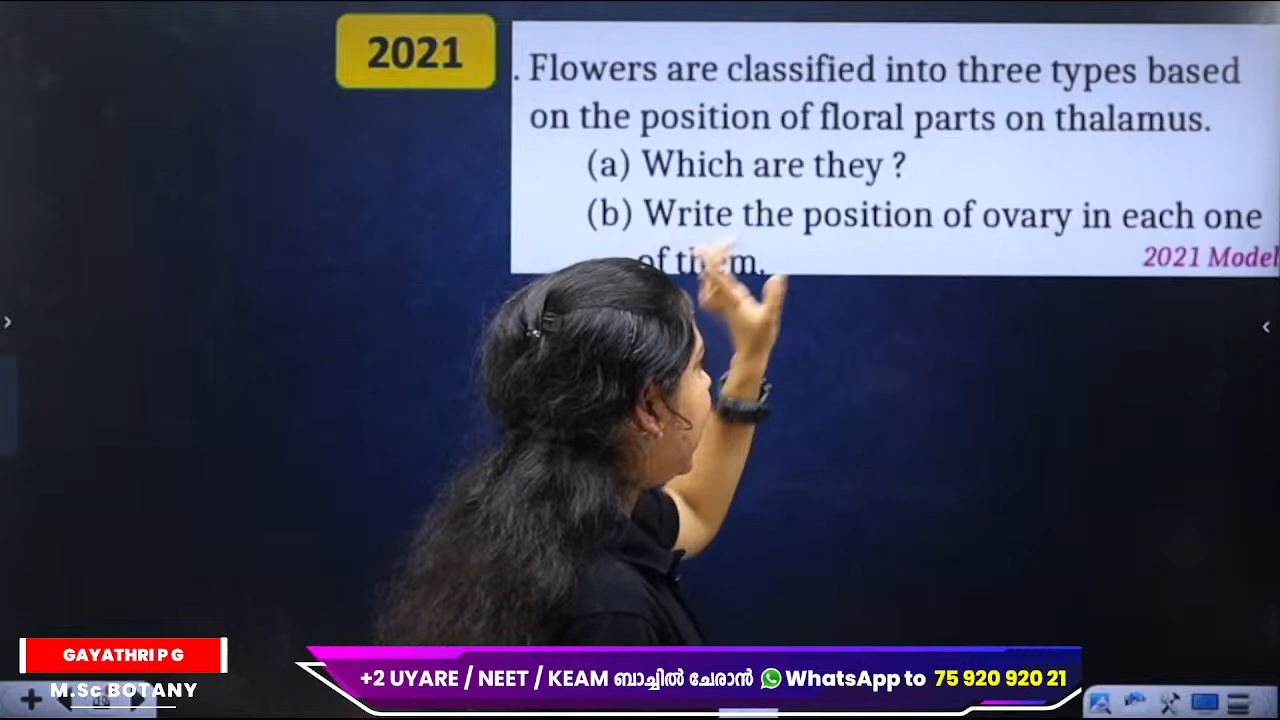 2021
. Flowers are classified into three types based
on the position of floral parts on thalamus.
(a) Which are they ?
(b) Write the position of ovary in each one
of them.
2021 Model
GAYATHRI P G
M.Sc BOTANY
+2 UYARE / NEET / KEAM ബാച്ചിൽ ചേരാൻ WhatsApp to 75 920 920 21